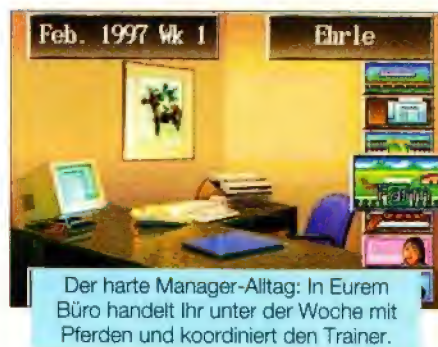 Feb. 1997 Wk 1
Ehrle
Der harte Manager-Alltag: In Eurem
Büro handelt Ihr unter der Woche mit
Pferden und koordiniert den Trainer.